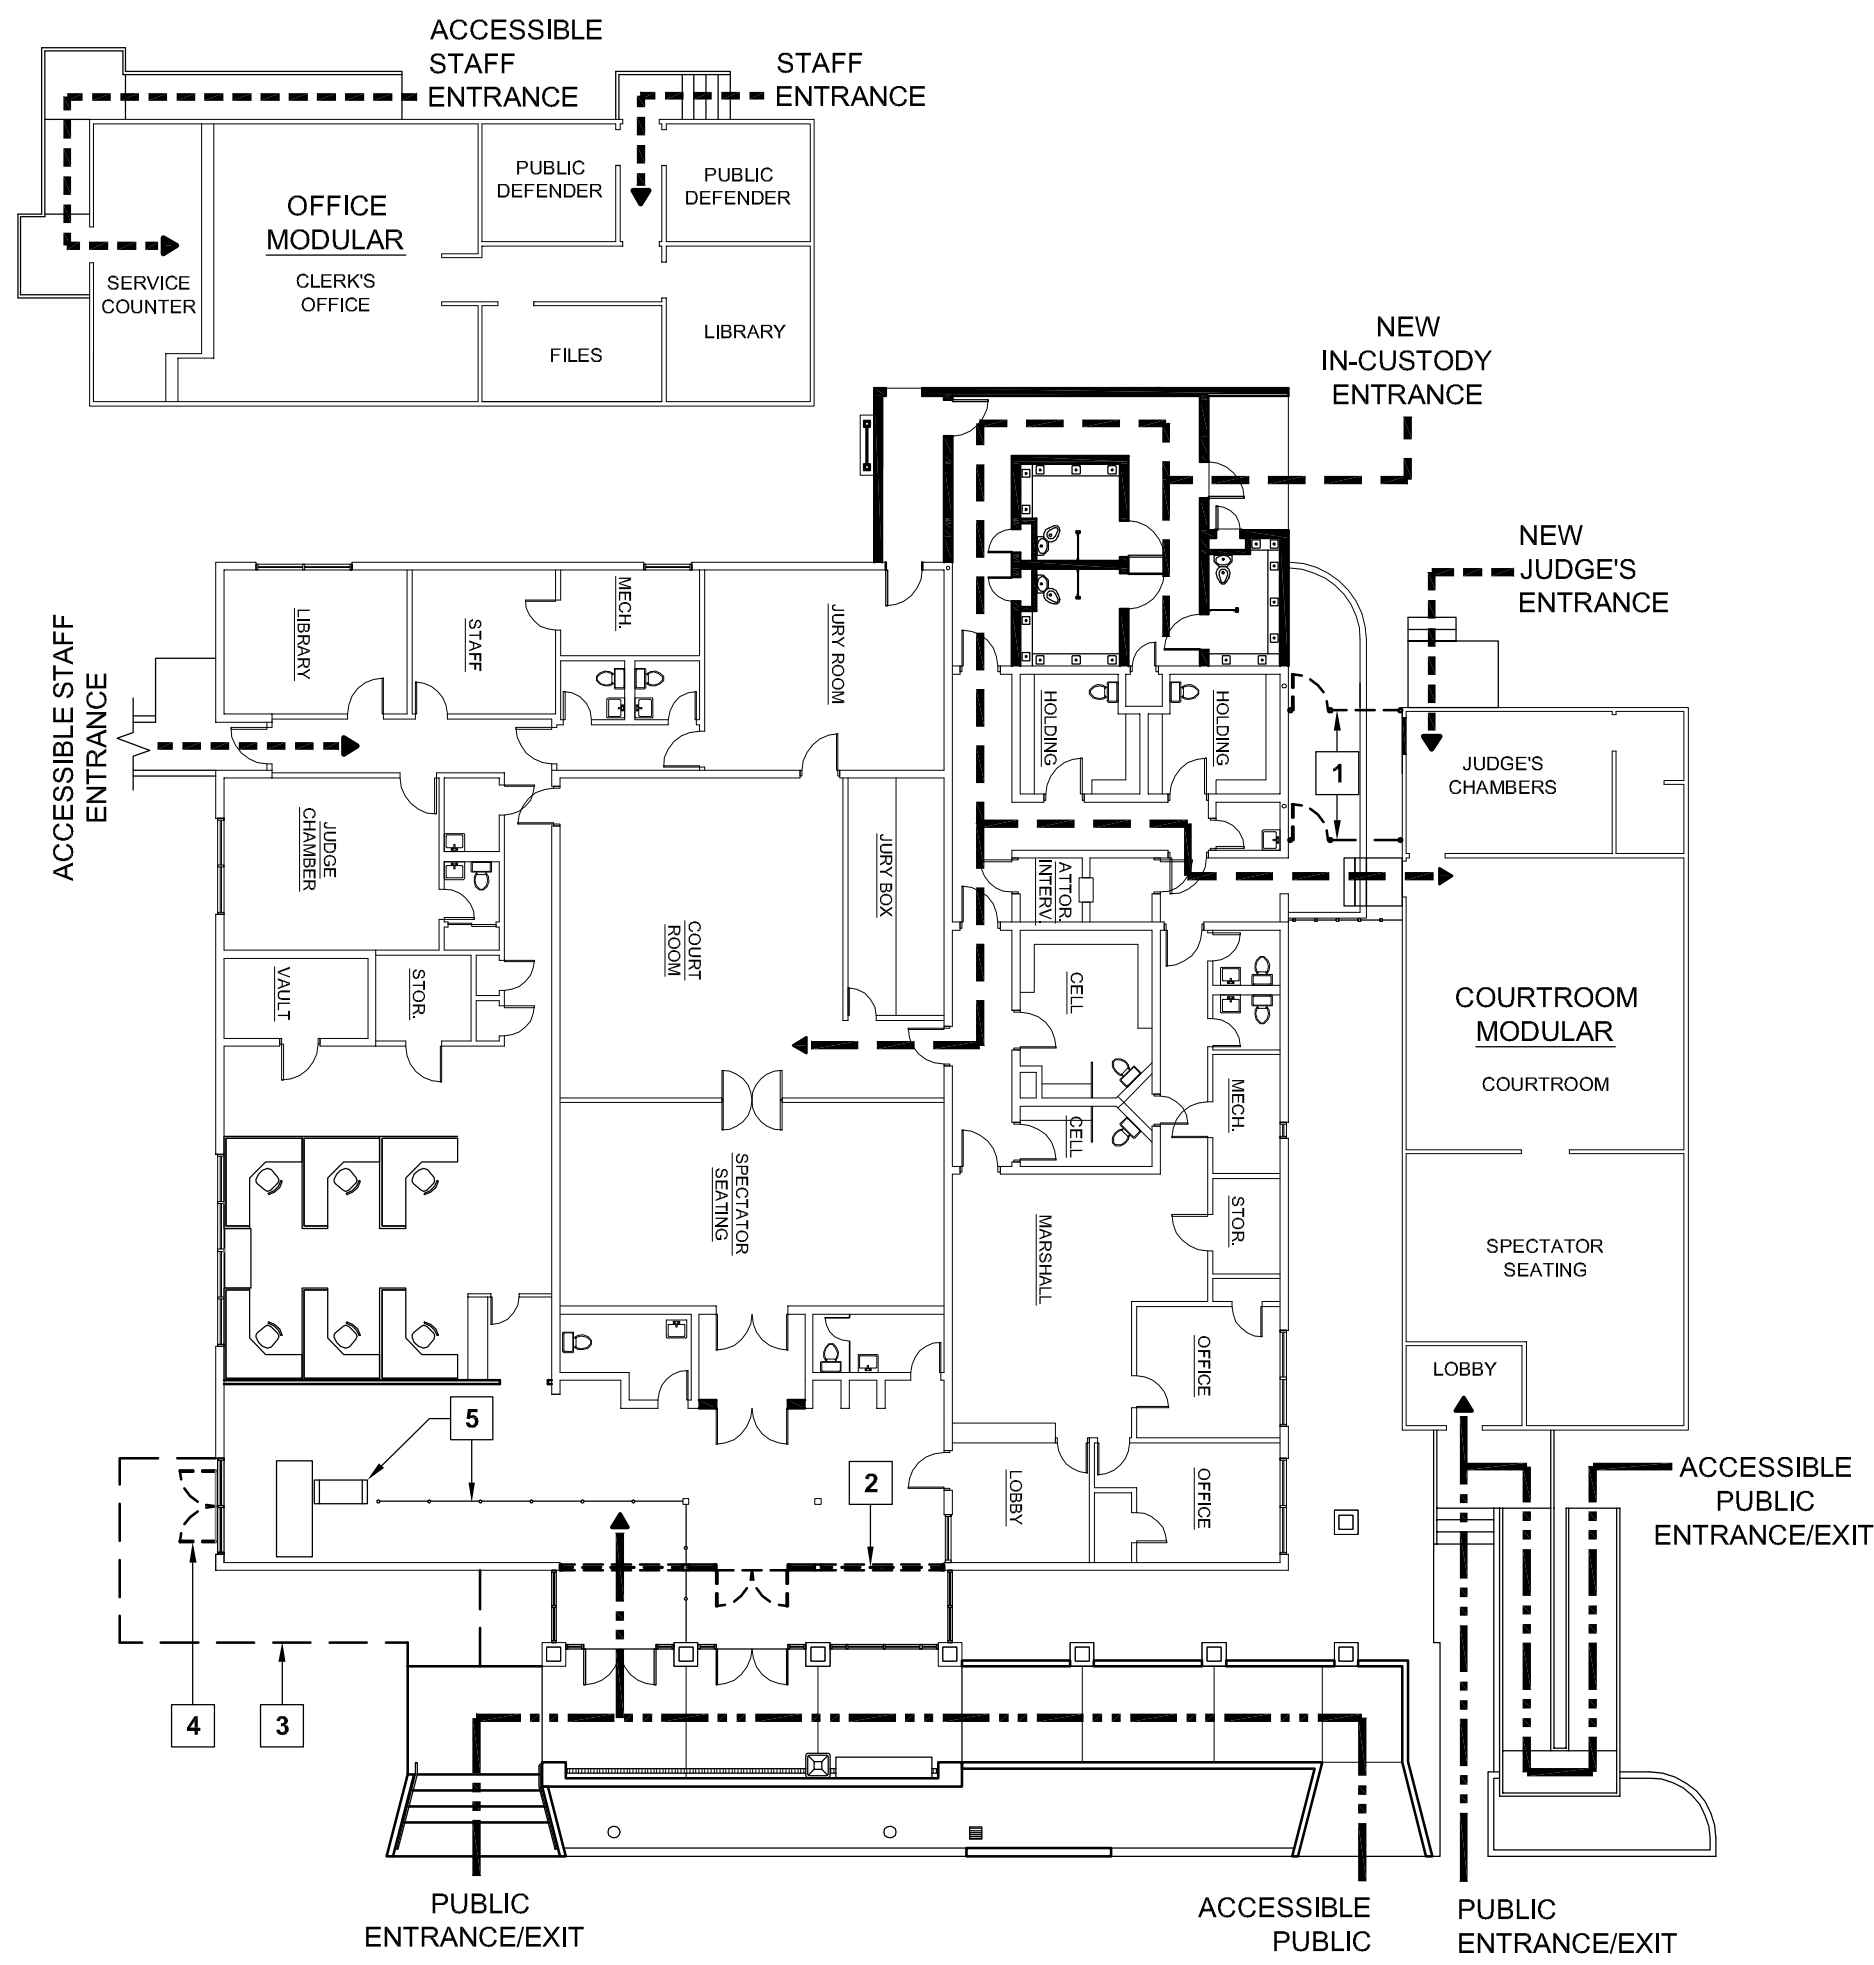 ACCESSIBLE
STAFF
ENTRANCE
STAFF
ENTRANCE
PUBLIC
DEFENDER
PUBLIC
DEFENDER
OFFICE
MODULAR
CLERK'S
OFFICE
SERVICE
COUNTER
FILES
LIBRARY
NEW
IN-CUSTODY
ENTRANCE
NEW
JUDGE'S
ENTRANCE
ACCESSIBLE STAFF
ENTRANCE
LIBRARY
STAFF
MECH.
JURY ROOM
HOLDING
HOLDING
1
JUDGE'S
CHAMBERS
JUDGE
CHAMBER
JURY BOX
ATTOR.
INTERV.
COURT
ROOM
VAULT
STOR.
CELL
COURTROOM
MODULAR
COURTROOM
CELL
MECH.
SPECTATOR
SEATING
MARSHALL
STOR.
SPECTATOR
SEATING
OFFICE
LOBBY
5
2
LOBBY
OFFICE
ACCESSIBLE
PUBLIC
ENTRANCE/EXIT
4
3
PUBLIC
ENTRANCE/EXIT
ACCESSIBLE
PUBLIC
PUBLIC
ENTRANCE/EXIT